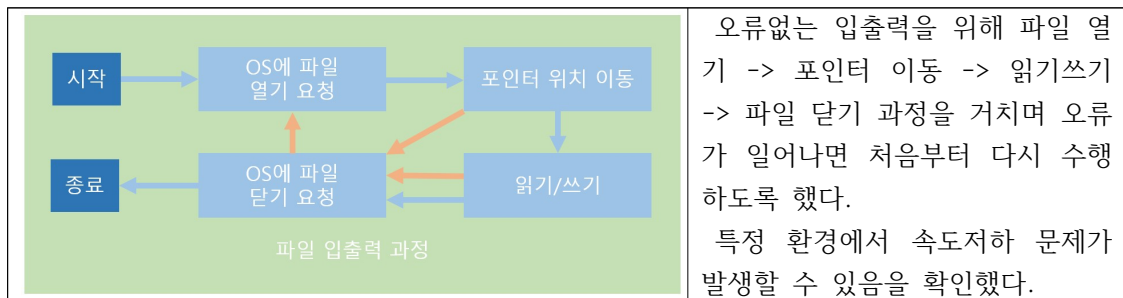 시작
OS에 파일
열기 요청
포인터 위치 이동
종료
OS에 파일
닫기 요청
읽기/쓰기
파일 입출력 과정
오류없는 입출력을 위해 파일 열
기 -> 포인터 이동 -> 읽기쓰기
-> 파일 닫기 과정을 거치며 오류
가 일어나면 처음부터 다시 수행
하도록 했다.
특정 환경에서 속도저하 문제가
발생할 수 있음을 확인했다.